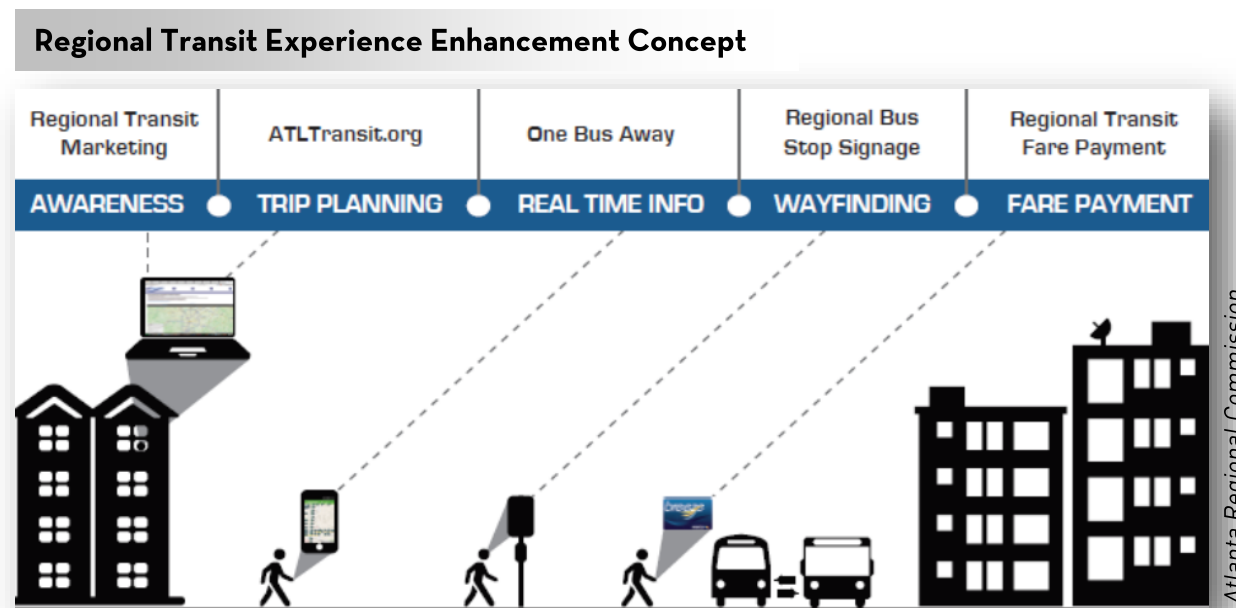 Regional Transit Experience Enhancement Concept
Regional Transit
Marketing
ATLTransit.org
One Bus Away
Regional Bus
Stop Signage
Regional Transit
Fare Payment
AWARENESS
TRIP PLANNING
REAL TIME INFO
WAYFINDING
FARE PAYMENT
breeze
Atlanta Regional Commission